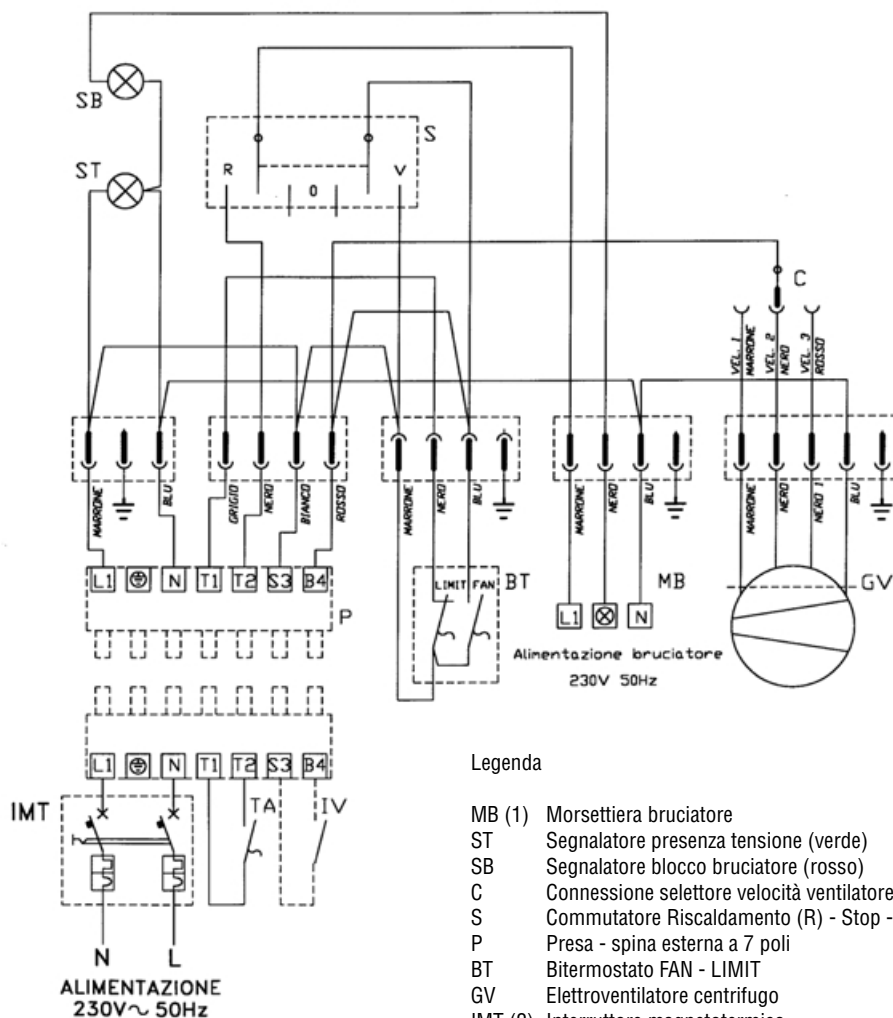 SB
ST
S
R
0
V
C
VEL. 1
MARRONE
VEL. 2
NERO
VEL. 3
ROSSO
MARRONE
BLU
GRIGIO
NERO
BIANCO
ROSSO
MARRONE
NERO
BLU
MARRONE
NERO
BLU
MARRONE
NERO
NERO 1
BLU
L1 N T1 T2 S3 B4
P
LIMIT FAN
BT
MB
L1 N
Alimentazione bruciatore
230V 50Hz
GV
L1 N T1 T2 S3 B4
IMT
TA
IV
N L
ALIMENTAZIONE
230V~ 50Hz
Legenda
MB (1) Morsettiera bruciatore
ST Segnalatore presenza tensione (verde)
SB Segnalatore blocco bruciatore (rosso)
C Connessione selettore velocità ventilatore
S Commutatore Riscaldamento (R) - Stop -
P Presa - spina esterna a 7 poli
BT Bitermostato FAN - LIMIT
GV Elettroventilatore centrifugo